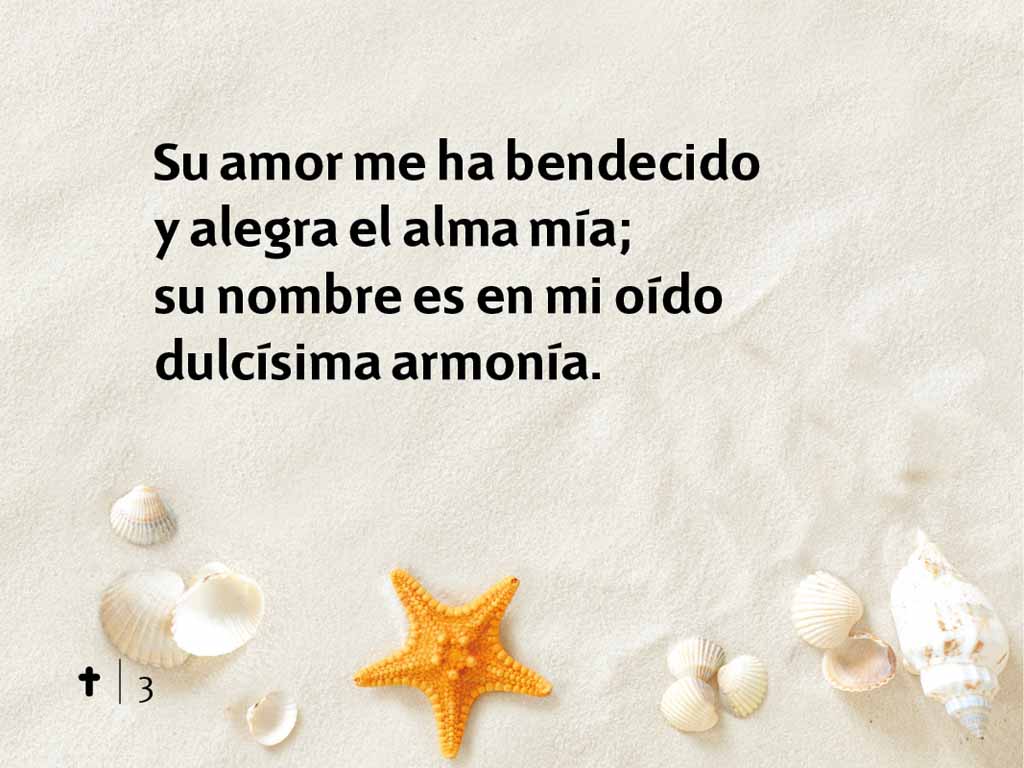 Su amor me ha bendecido
y alegra el alma mía;
su nombre es en mi oído
dulcísima armonía.
3